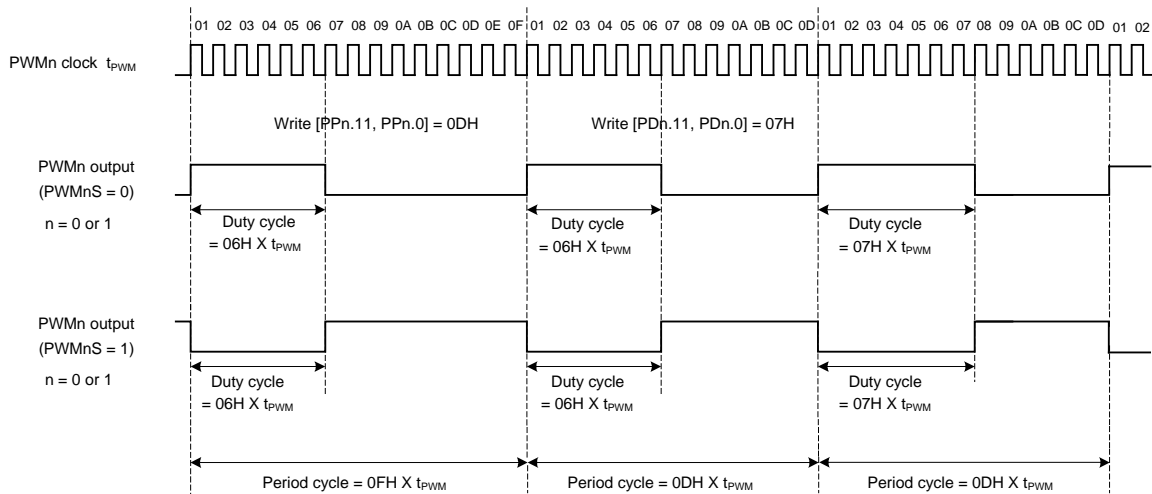 01 02 03 04 05 06 07 08 09 0A 0B 0C 0D 0E 0F 01 02 03 04 05 06 07 08 09 0A 0B 0C 0D 01 02 03 04 05 06 07 08 09 0A 0B 0C 0D 01 02
PWMn clock tPWM
Write [PPn.11, PPn.0] = 0DH
Write [PDn.11, PDn.0] = 07H
PWMn output
(PWMnS = 0)
n = 0 or 1
Duty cycle
= 06H X tPWM
Duty cycle
= 06H X tPWM
Duty cycle
= 07H X tPWM
PWMn output
(PWMnS = 1)
n = 0 or 1
Duty cycle
= 06H X tPWM
Duty cycle
= 06H X tPWM
Duty cycle
= 07H X tPWM
Period cycle = 0FH X tPWM
Period cycle = 0DH X tPWM
Period cycle = 0DH X tPWM